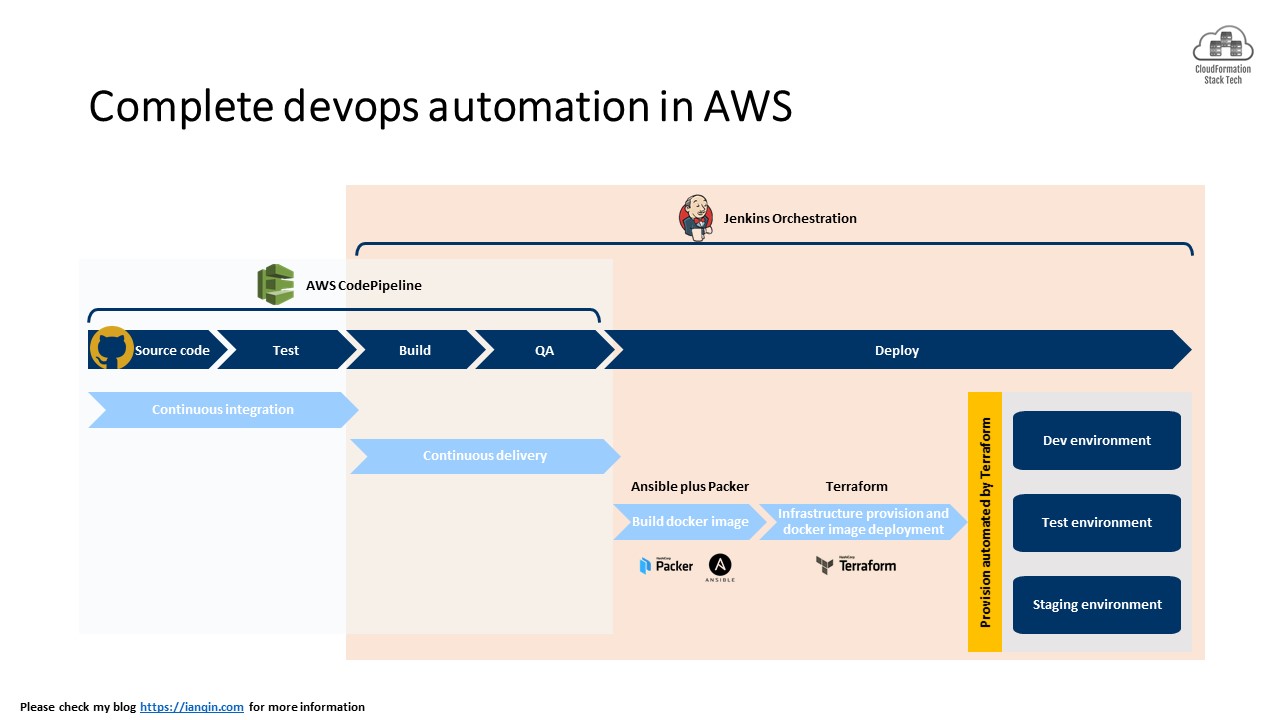 CloudFormation
Stack Tech
Complete devops automation in AWS
Jenkins Orchestration
AWS CodePipeline
Source code
Test
Build
QA
Deploy
Continuous integration
Continuous delivery
Ansible plus Packer
Terraform
Build docker image
Infrastructure provision and
docker image deployment
HashiCorp
Packer
ANSIBLE
HashiCorp
Terraform
Provision automated by Terraform
Dev environment
Test environment
Staging environment
Please check my blog https://ianqin.com for more information